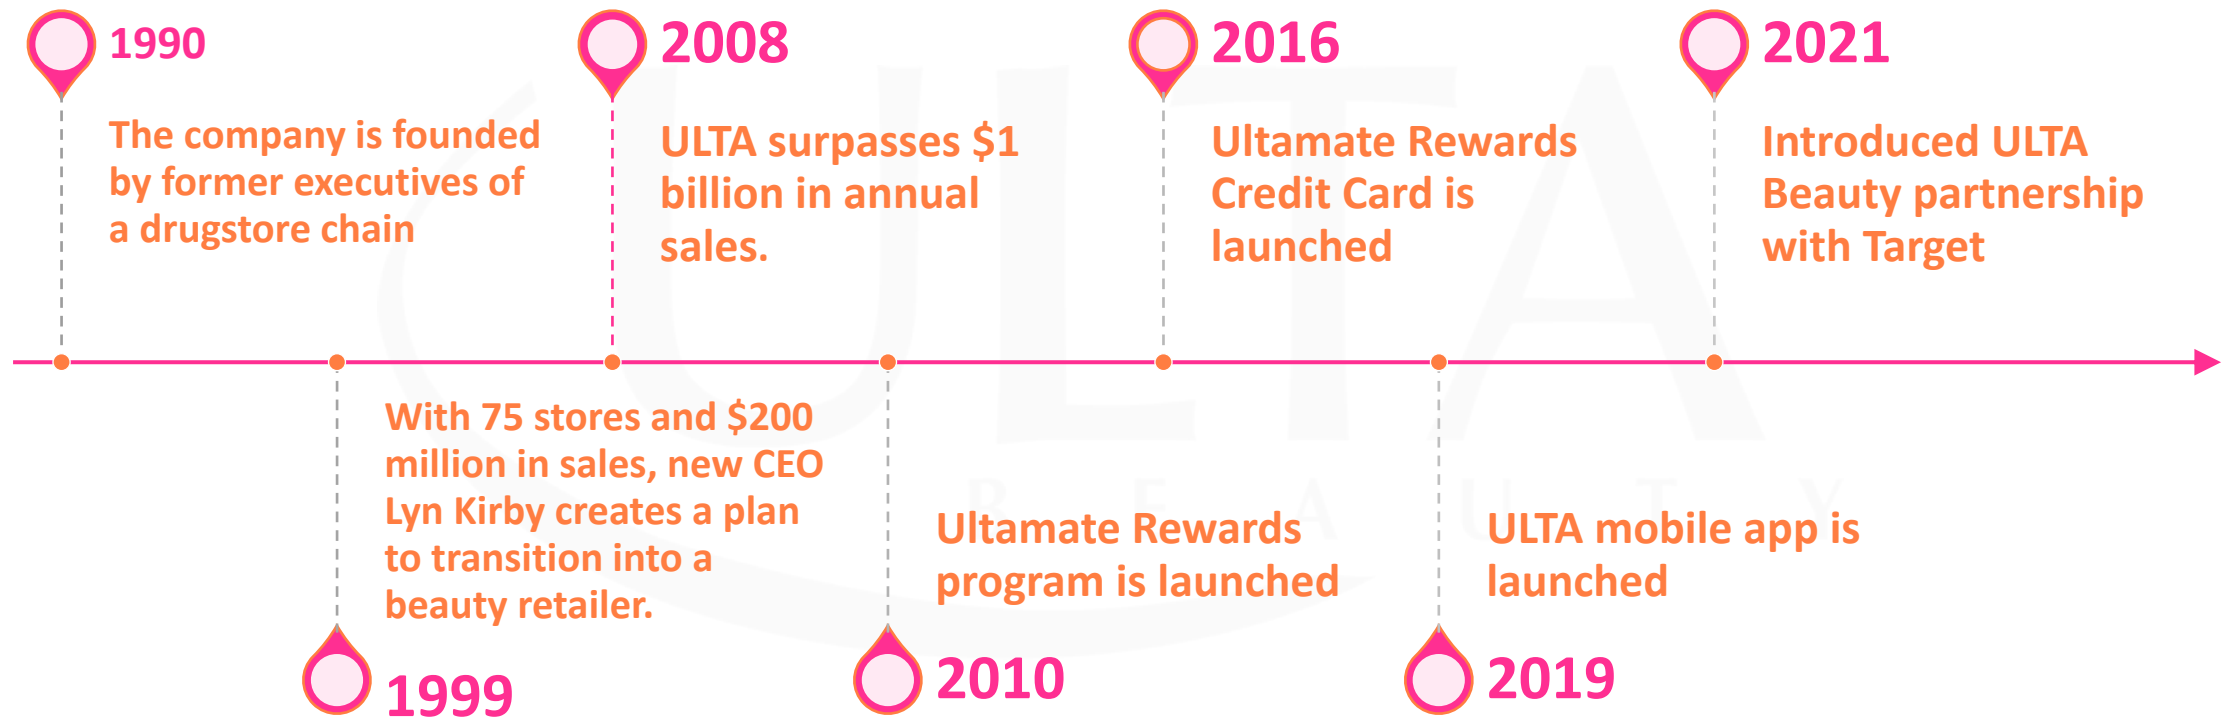 1990
The company is founded
by former executives of
a drugstore chain
With 75 stores and $200
million in sales, new CEO
Lyn Kirby creates a plan
to transition into a
beauty retailer.
1999
2008
ULTA surpasses $1
billion in annual
sales.
Ultamate Rewards
program is launched
2010
2016
Ultamate Rewards
Credit Card is
launched
ULTA mobile app is
launched
2019
2021
Introduced ULTA
Beauty partnership
with Target
ULTA
BEAUTY